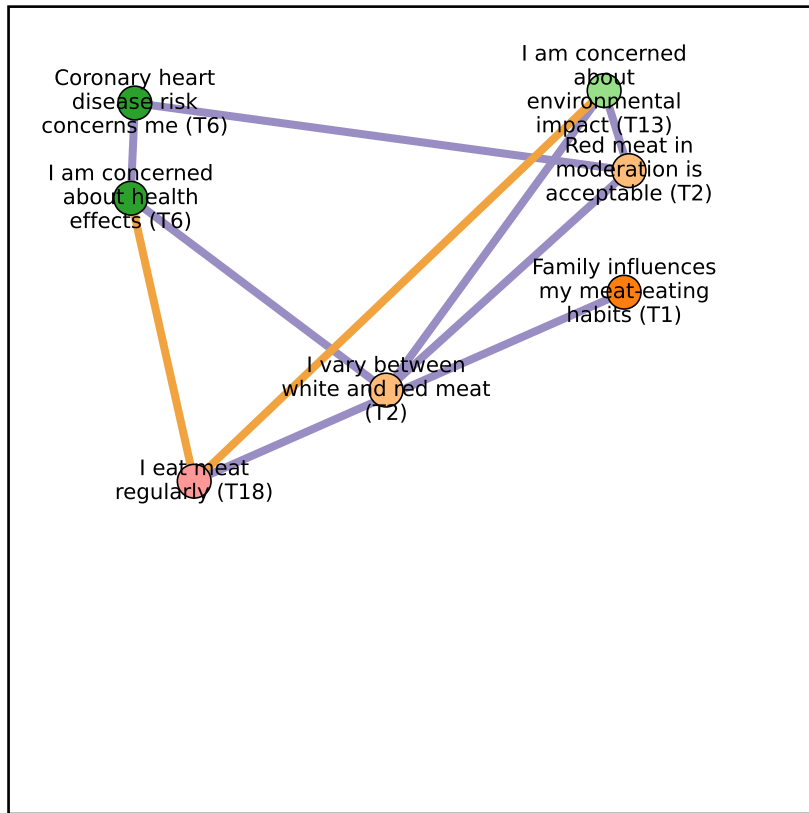 Coronary heart
disease risk
concerns me (T6)
I am concerned
about
environmental
impact (T13)
Red meat in
moderation is
acceptable (T2)
I am concerned
about health
effects (T6)
Family influences
my meat-eating
habits (T1)
I vary between
white and red meat
(T2)
I eat meat
regularly (T18)